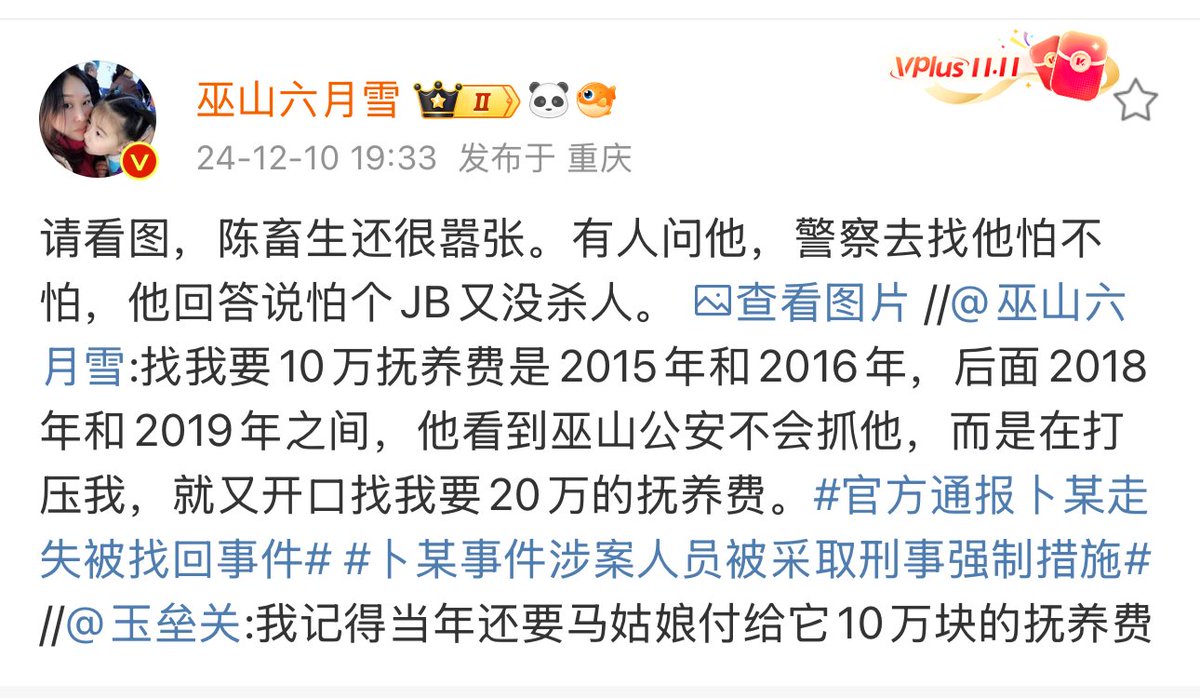 巫山六月雪 II
VPlus 11.11
24-12-10 19:33 发布于 重庆
请看图，陈畜生还很嚣张。有人问他，警察去找他怕不
怕，他回答说怕个JB又没杀人。 查看图片 //@巫山六
月雪:找我要10万抚养费是2015年和2016年，后面2018
年和2019年之间，他看到巫山公安不会抓他，而是在打
压我，就又开口找我要20万的抚养费。#官方通报卜某走
失被找回事件# #卜某事件涉案人员被采取刑事强制措施#
//@玉垒关:我记得当年还要马姑娘付给它10万块的抚养费